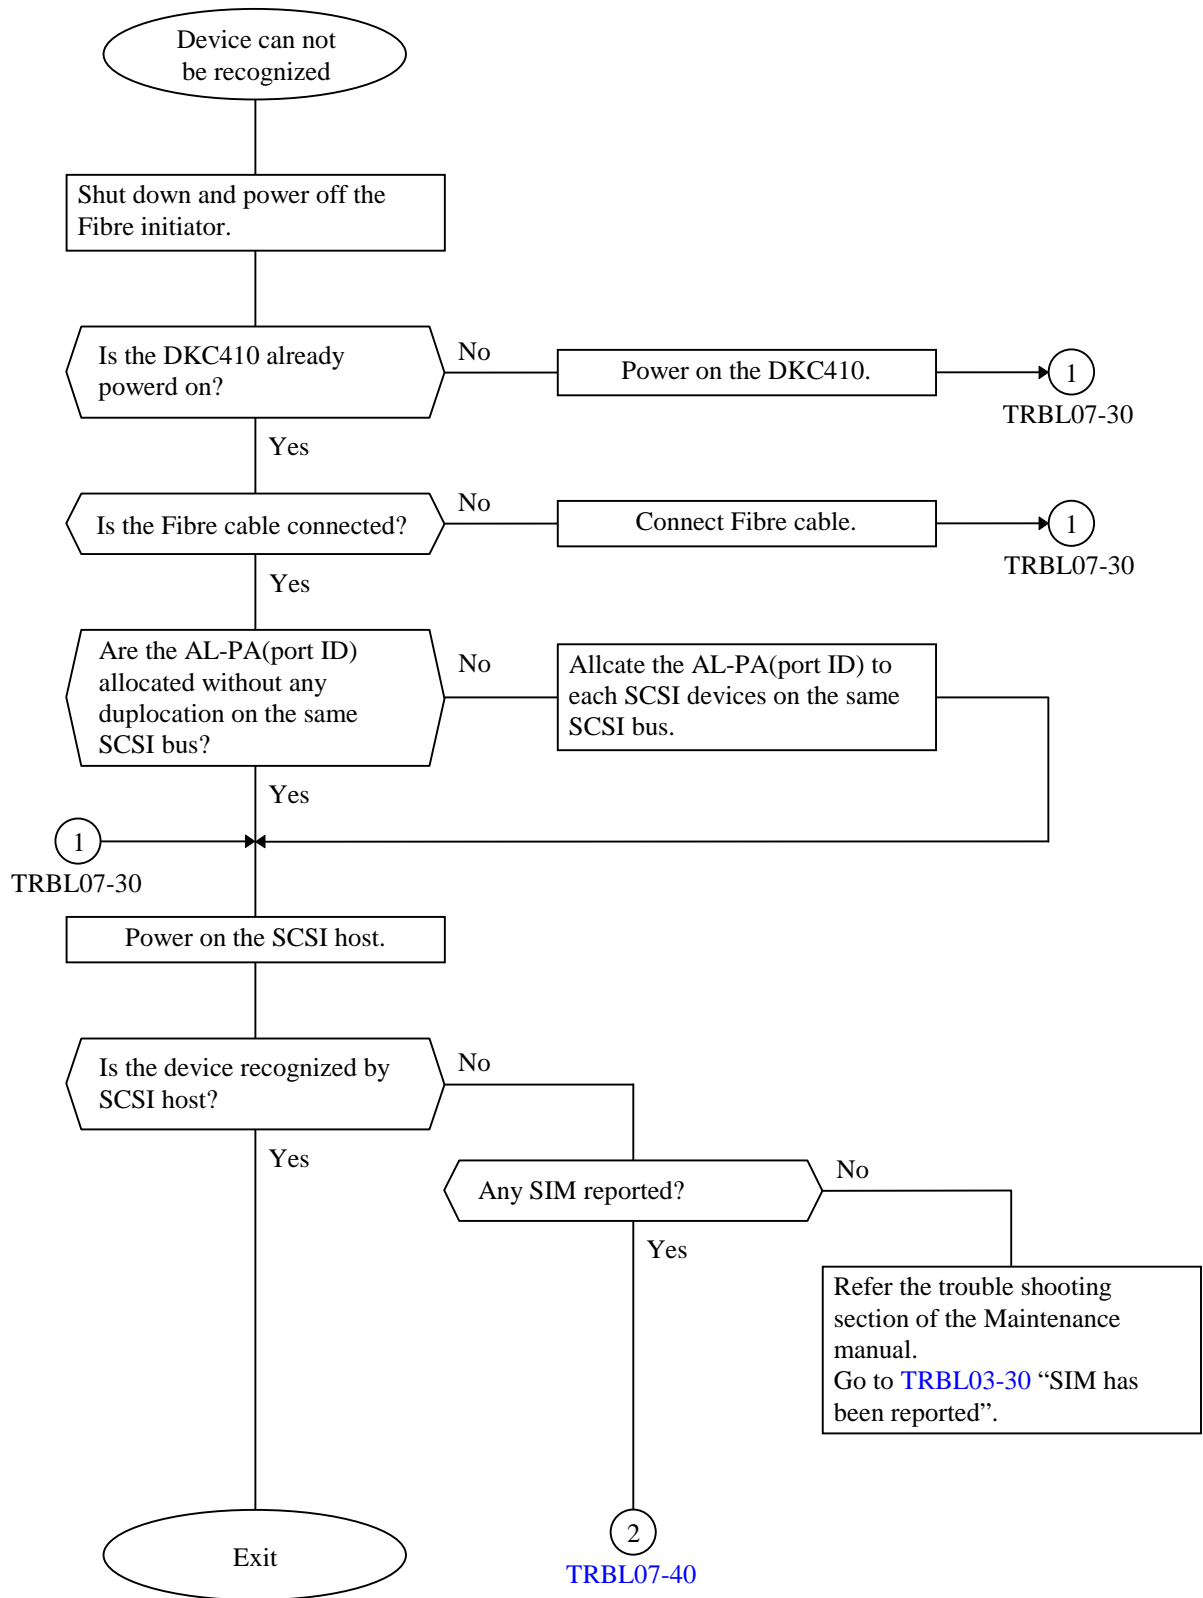 Device can not
be recognized
Shut down and power off the
Fibre initiator.
Is the DKC410 already
powerd on?
No
Power on the DKC410.
1
TRBL07-30
Yes
Is the Fibre cable connected?
No
Connect Fibre cable.
1
TRBL07-30
Yes
Are the AL-PA(port ID)
allocated without any
duplocation on the same
SCSI bus?
No
Allcate the AL-PA(port ID) to
each SCSI devices on the same
SCSI bus.
Yes
1
TRBL07-30
Power on the SCSI host.
Is the device recognized by
SCSI host?
No
Yes
Any SIM reported?
No
Yes
Refer the trouble shooting
section of the Maintenance
manual.
Go to TRBL03-30 “SIM has
been reported”.
Exit
2
TRBL07-40